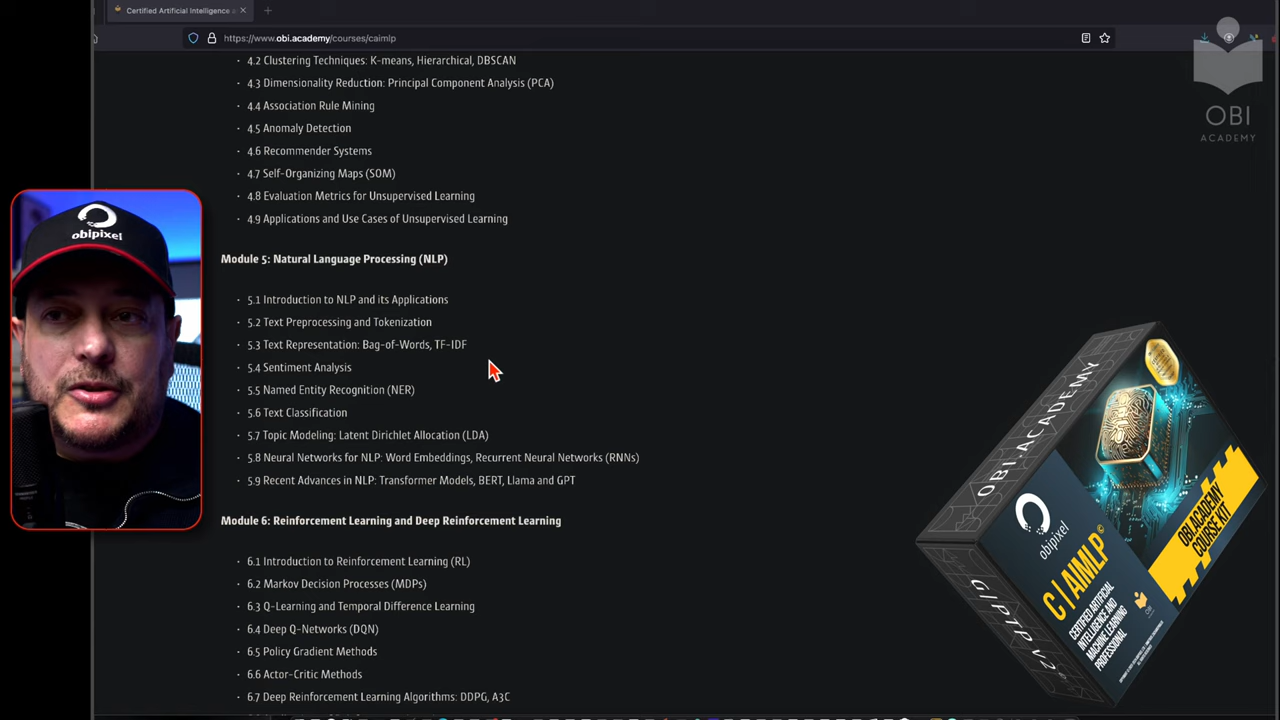 Certified Artificial Intelligence a
https://www.obi.academy/courses/caimlp
4.2 Clustering Techniques: K-means, Hierarchical, DBSCAN
4.3 Dimensionality Reduction: Principal Component Analysis (PCA)
4.4 Association Rule Mining
4.5 Anomaly Detection
4.6 Recommender Systems
4.7 Self-Organizing Maps (SOM)
4.8 Evaluation Metrics for Unsupervised Learning
4.9 Applications and Use Cases of Unsupervised Learning
Module 5: Natural Language Processing (NLP)
5.1 Introduction to NLP and its Applications
5.2 Text Preprocessing and Tokenization
5.3 Text Representation: Bag-of-Words, TF-IDF
5.4 Sentiment Analysis
5.5 Named Entity Recognition (NER)
5.6 Text Classification
5.7 Topic Modeling: Latent Dirichlet Allocation (LDA)
5.8 Neural Networks for NLP: Word Embeddings, Recurrent Neural Networks (RNNs)
5.9 Recent Advances in NLP: Transformer Models, BERT, Llama and GPT
Module 6: Reinforcement Learning and Deep Reinforcement Learning
6.1 Introduction to Reinforcement Learning (RL)
6.2 Markov Decision Processes (MDPs)
6.3 Q-Learning and Temporal Difference Learning
6.4 Deep Q-Networks (DQN)
6.5 Policy Gradient Methods
6.6 Actor-Critic Methods
6.7 Deep Reinforcement Learning Algorithms: DDPG, A3C
OBI
ACADEMY
obipixel
OBI.ACADEMY
obipixel
C|AIMLP©
CERTIFIED ARTIFICIAL
INTELLIGENCE AND
MACHINE LEARNING
PROFESSIONAL
OBI.ACADEMY
COURSE KIT